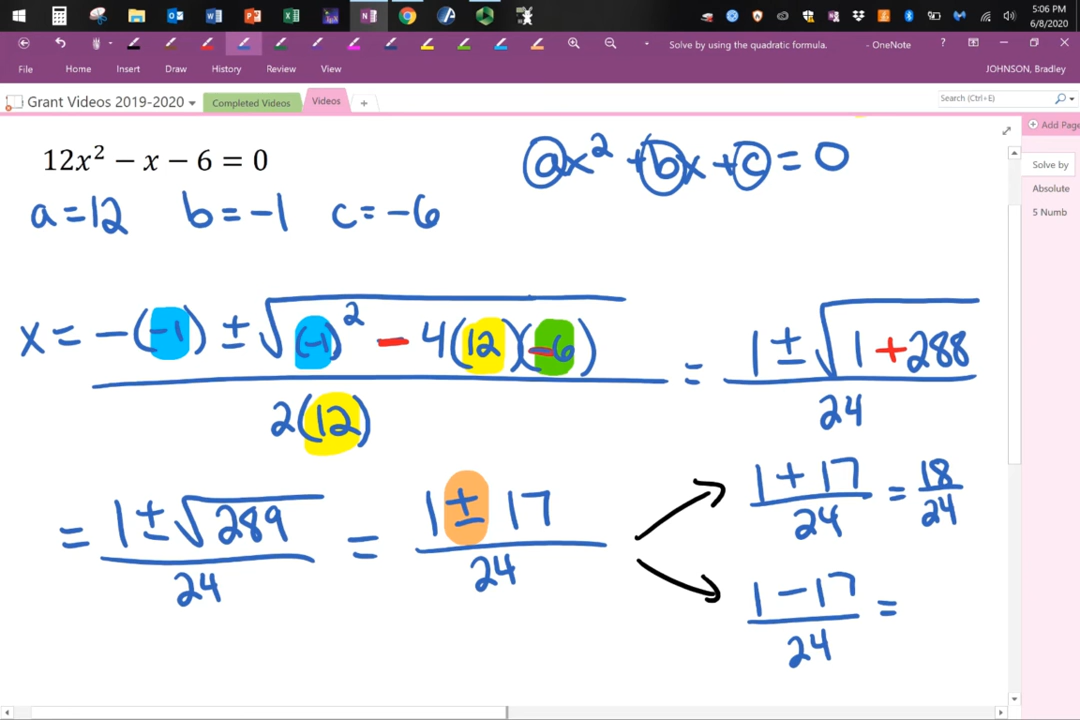 5:06 PM
6/8/2020
Solve by using the quadratic formula. - OneNote
File Home Insert Draw History Review View JOHNSON, Bradley
Grant Videos 2019-2020 Completed Videos Videos + Search (Ctrl+E)
Add Page
Solve by
Absolute
5 Numb
12x² − x − 6 = 0
ax² + bx + c = 0
a = 12 b = -1 c = -6
x = -(-1) ± √((-1)² - 4(12)(-6)) / 2(12) = 1 ± √(1 + 288) / 24
= 1 ± √289 / 24 = 1 ± 17 / 24
1 + 17 / 24 = 18 / 24
1 - 17 / 24 =